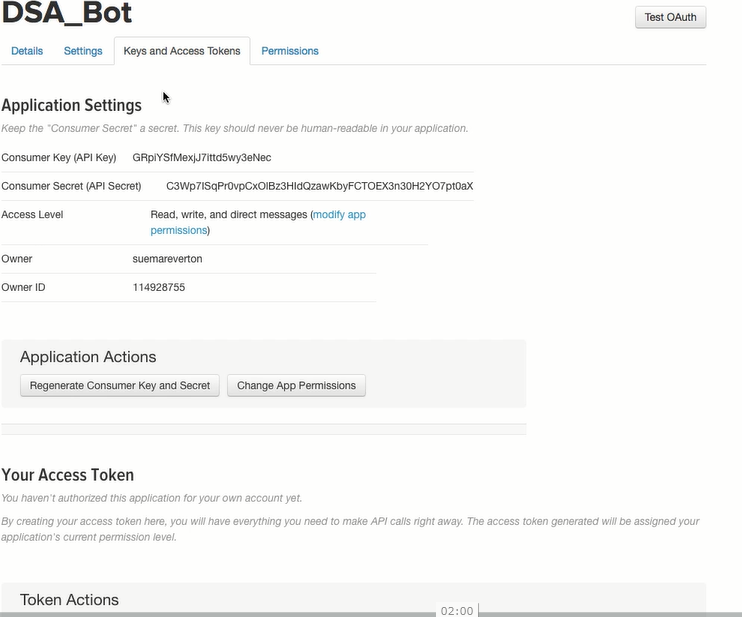 DSA_Bot
Test OAuth
Details Settings Keys and Access Tokens Permissions
Application Settings
Keep the "Consumer Secret" a secret. This key should never be human-readable in your application.
Consumer Key (API Key) GRpiYSfMexjJ7ittd5wy3eNec
Consumer Secret (API Secret) C3Wp7ISqPr0vpCxOlBz3HIdQzawKbyFCTOEX3n30H2YO7pt0aX
Access Level Read, write, and direct messages (modify app
permissions)
Owner suemareverton
Owner ID 114928755
Application Actions
Regenerate Consumer Key and Secret Change App Permissions
Your Access Token
You haven't authorized this application for your own account yet.
By creating your access token here, you will have everything you need to make API calls right away. The access token generated will be assigned your
application's current permission level.
Token Actions
02:00